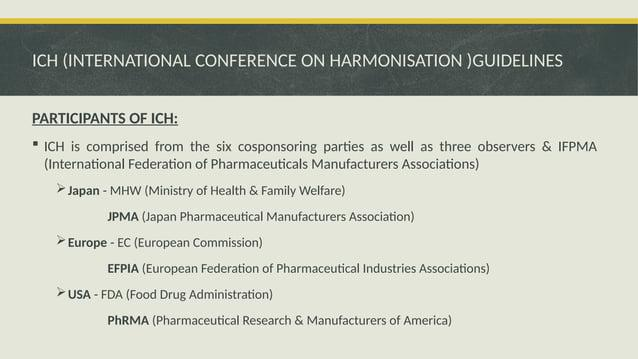 ICH (INTERNATIONAL CONFERENCE ON HARMONISATION )GUIDELINES
PARTICIPANTS OF ICH:
▪ ICH is comprised from the six cosponsoring parties as well as three observers & IFPMA
(International Federation of Pharmaceuticals Manufacturers Associations)
➢ Japan - MHW (Ministry of Health & Family Welfare)
JPMA (Japan Pharmaceutical Manufacturers Association)
➢ Europe - EC (European Commission)
EFPIA (European Federation of Pharmaceutical Industries Associations)
➢ USA - FDA (Food Drug Administration)
PhRMA (Pharmaceutical Research & Manufacturers of America)